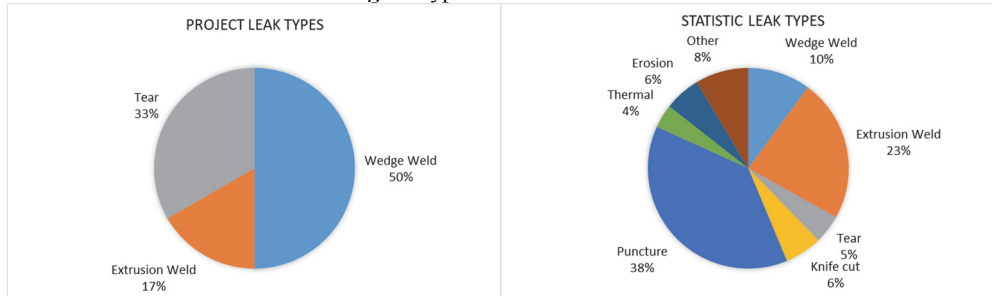 PROJECT LEAK TYPES
Tear
33%
Wedge Weld
50%
Extrusion Weld
17%
STATISTIC LEAK TYPES
Other
8%
Wedge Weld
10%
Erosion
6%
Thermal
4%
Extrusion Weld
23%
Puncture
38%
Tear
5%
Knife cut
6%